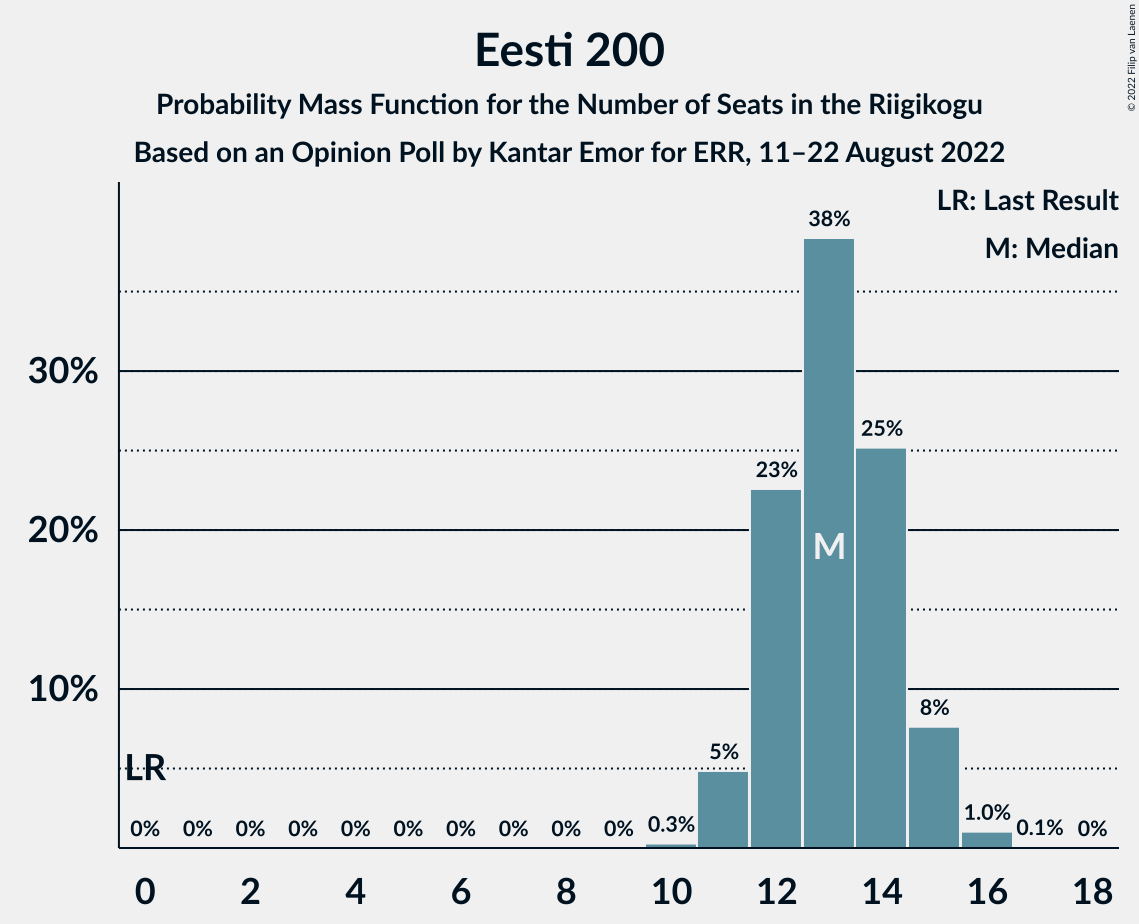 Eesti 200
Probability Mass Function for the Number of Seats in the Riigikogu
Based on an Opinion Poll by Kantar Emor for ERR, 11–22 August 2022
© 2022 Filip van Laenen
LR: Last Result
M: Median
38%
30%
25%
23%
20%
M
10%
8%
5%
LR
0% 0% 0% 0% 0% 0% 0% 0% 0% 0% 0.3% 1.0% 0.1% 0%
0 2 4 6 8 10 12 14 16 18